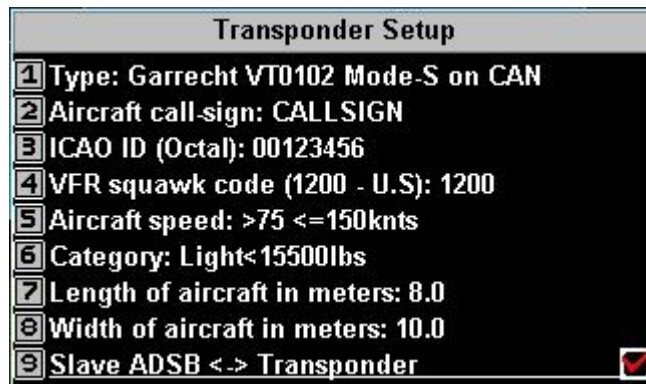 Transponder Setup
1 Type: Garrecht VT0102 Mode-S on CAN
2 Aircraft call-sign: CALLSIGN
3 ICAO ID (Octal): 00123456
4 VFR squawk code (1200 - U.S): 1200
5 Aircraft speed: >75 <=150knts
6 Category: Light<15500lbs
7 Length of aircraft in meters: 8.0
8 Width of aircraft in meters: 10.0
9 Slave ADSB <-> Transponder